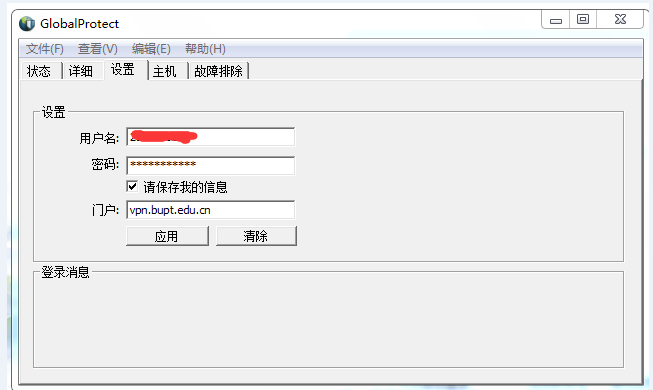 GlobalProtect
文件(F) 查看(V) 编辑(E) 帮助(H)
状态 详细 设置 主机 故障排除
设置
用户名:
密码: ***********
请保存我的信息
门户: vpn.bupt.edu.cn
应用 清除
登录消息